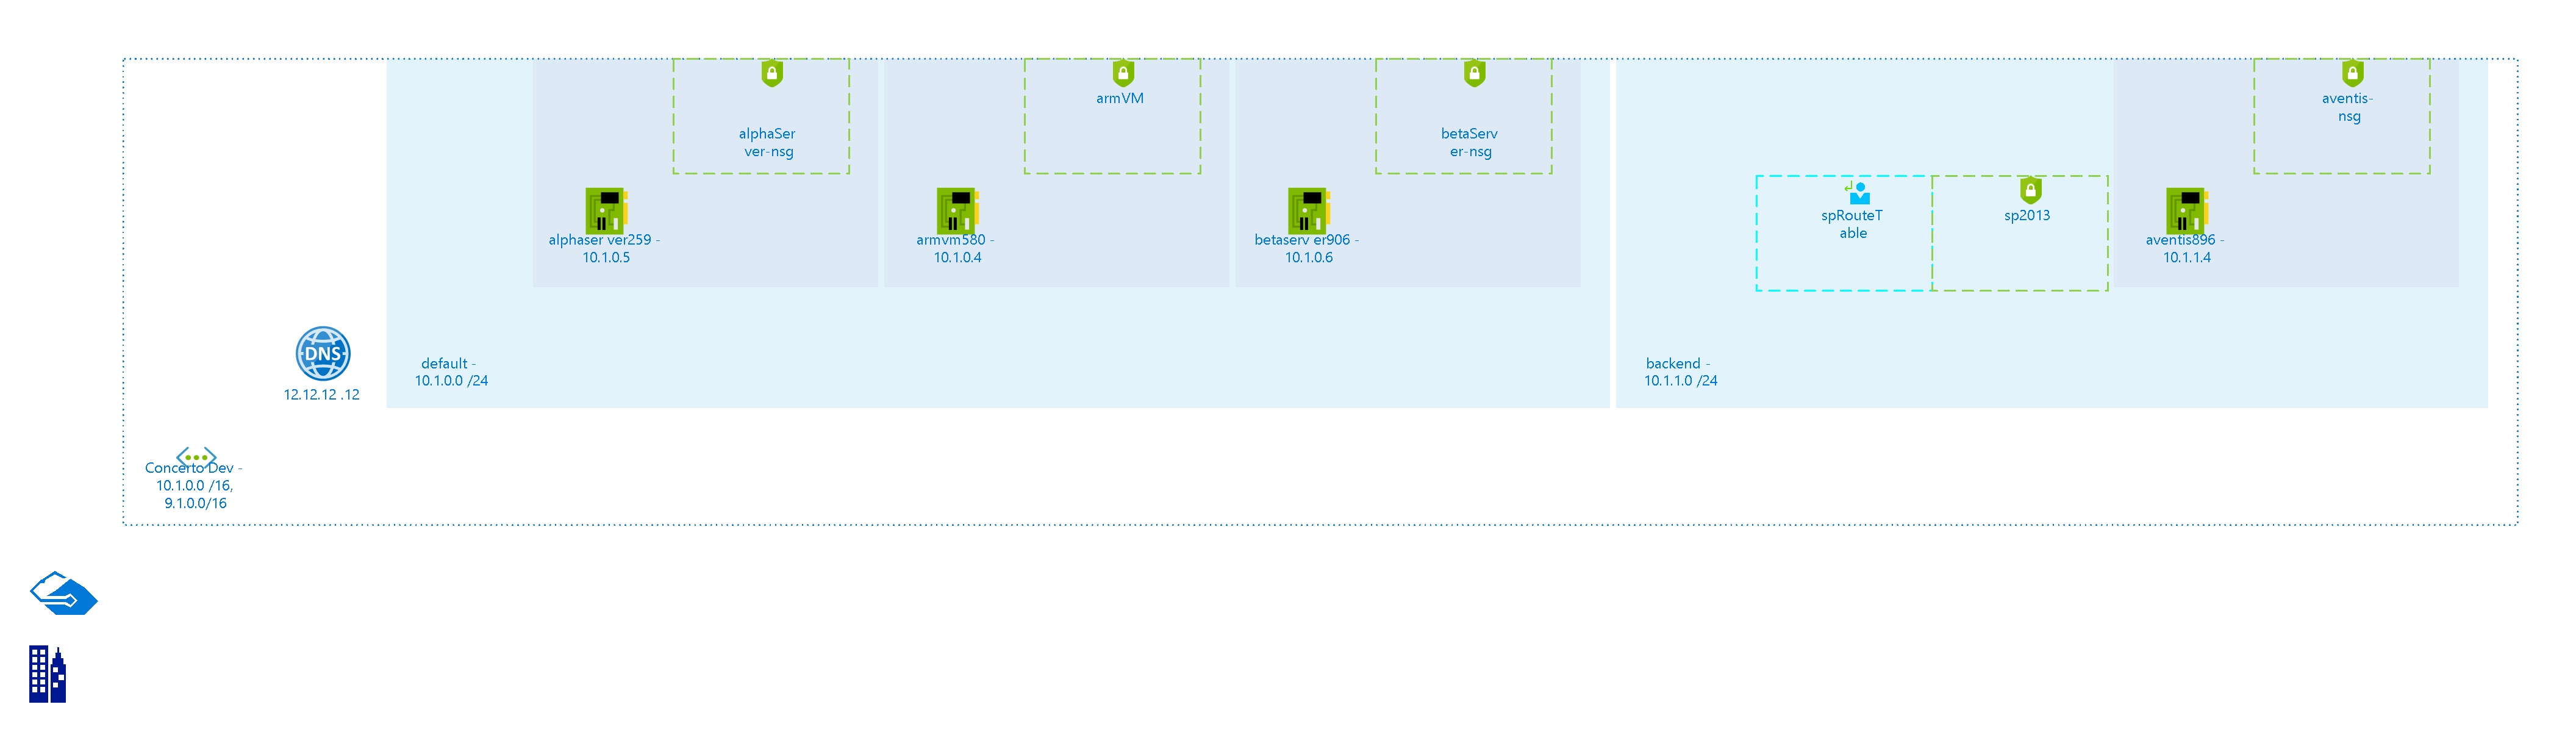 alphaSer
ver-nsg
alphaser ver259 -
10.1.0.5
armVM
armvm580 -
10.1.0.4
betaServ
er-nsg
betaserv er906 -
10.1.0.6
default -
10.1.0.0 /24
spRouteT
able
sp2013
aventis-
nsg
aventis896 -
10.1.1.4
backend -
10.1.1.0 /24
DNS
12.12.12 .12
Concerto Dev -
10.1.0.0 /16,
9.1.0.0/16